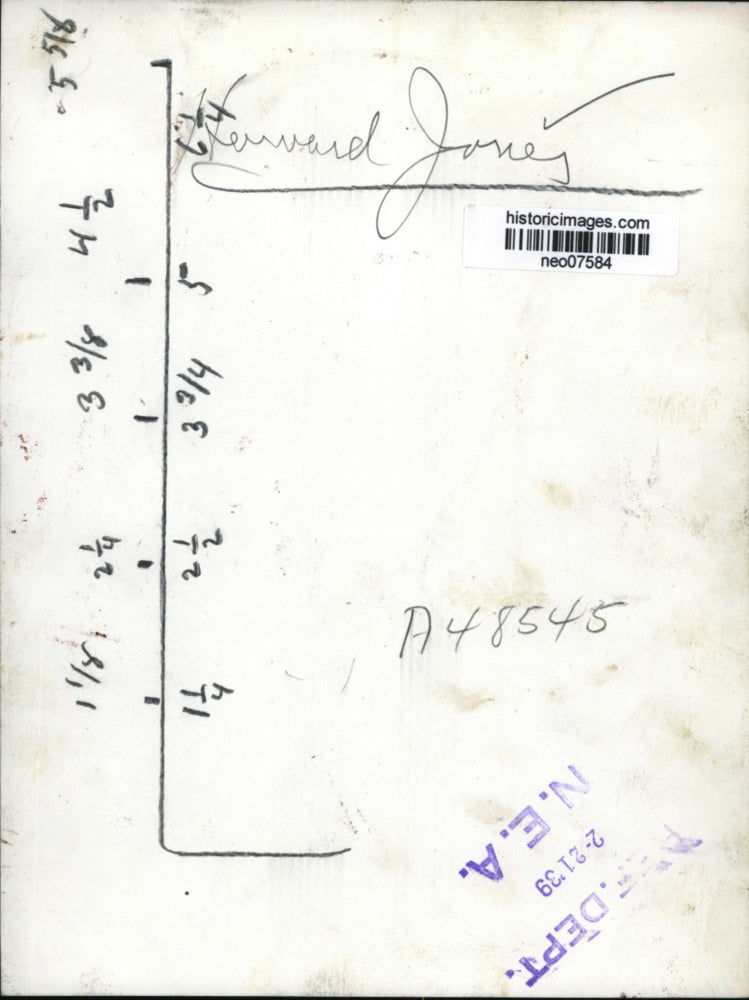 Howard Jones
historicimages.com
neo07584
5 5/8
4 1/2
3 3/8
2 1/4
1 1/8
6 1/4
5
3 3/4
2 1/2
1 1/4
A48545
N.E.A.
2-21 39
REF. DEPT.